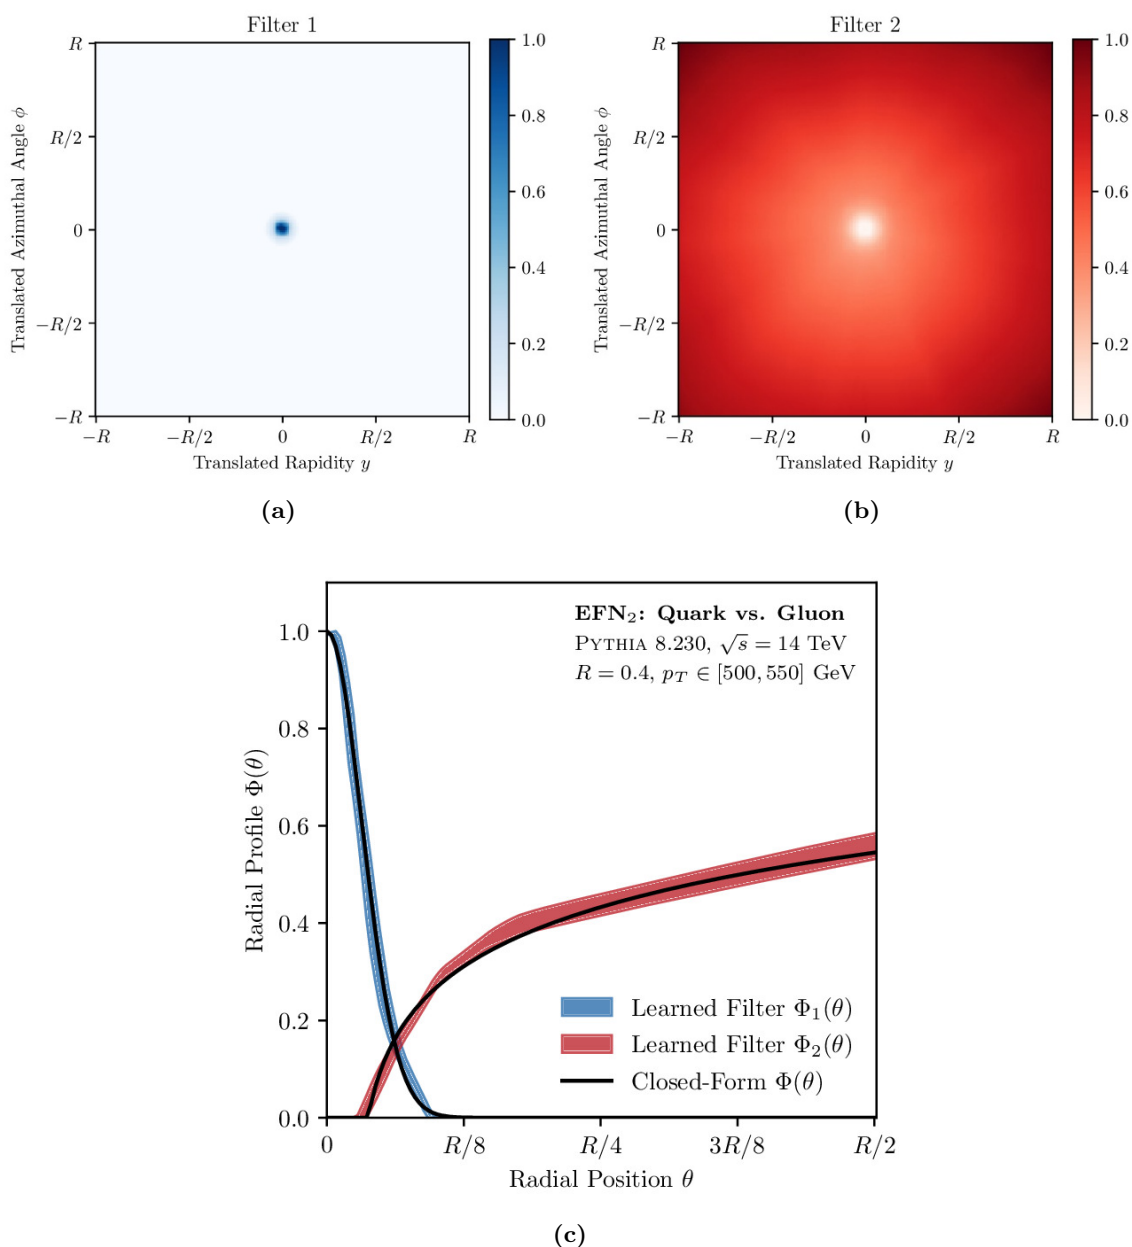 Filter 1
R
R/2
0
−R/2
−R
−R
−R/2
0
R/2
R
Translated Azimuthal Angle ϕ
Translated Rapidity y
1.0
0.8
0.6
0.4
0.2
0.0
(a)
Filter 2
R
R/2
0
−R/2
−R
−R
−R/2
0
R/2
R
Translated Azimuthal Angle ϕ
Translated Rapidity y
1.0
0.8
0.6
0.4
0.2
0.0
(b)
EFN₂: Quark vs. Gluon
PYTHIA 8.230, √s = 14 TeV
R = 0.4, p_T ∈ [500, 550] GeV
1.0
0.8
0.6
0.4
0.2
0.0
Radial Profile Φ(θ)
Learned Filter Φ₁(θ)
Learned Filter Φ₂(θ)
Closed-Form Φ(θ)
0
R/8
R/4
3R/8
R/2
Radial Position θ
(c)